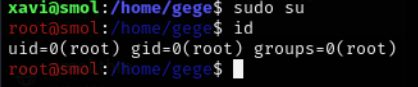 xavi@smol:/home/gege$ sudo su
root@smol:/home/gege$ id
uid=0(root) gid=0(root) groups=0(root)
root@smol:/home/gege$